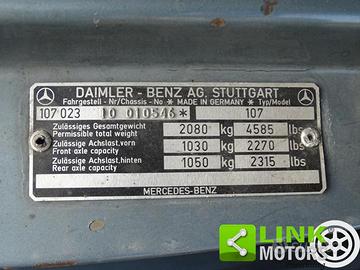 DAIMLER - BENZ AG. STUTTGART
Fahrgestell - Nr/Chassis - No ✶ MADE IN GERMANY ✶ Typ/Model
107 023 10 010546 * 107
Zulässiges Gesamtgewicht
Permissible total weight 2080 kg 4585 lbs
Zulässige Achslast, vorn
Front axle capacity 1030 kg 2270 lbs
Zulässige Achslast, hinten
Rear axle capacity 1050 kg 2315 lbs
MERCEDES-BENZ
LINK
MOTORS